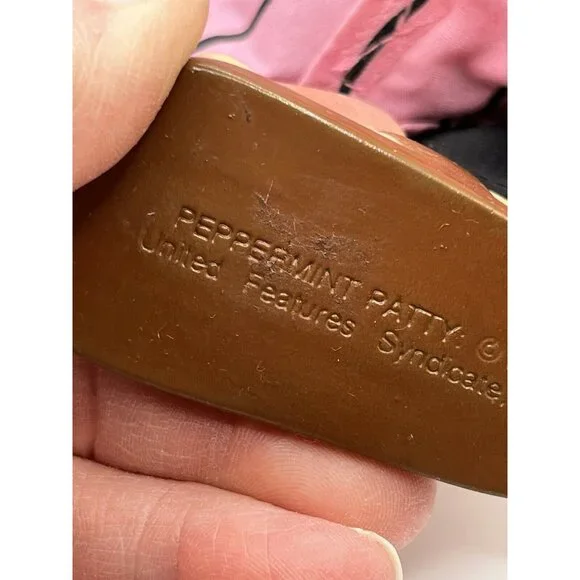 PEPPERMINT PATTY: ©
United Features Syndicate,